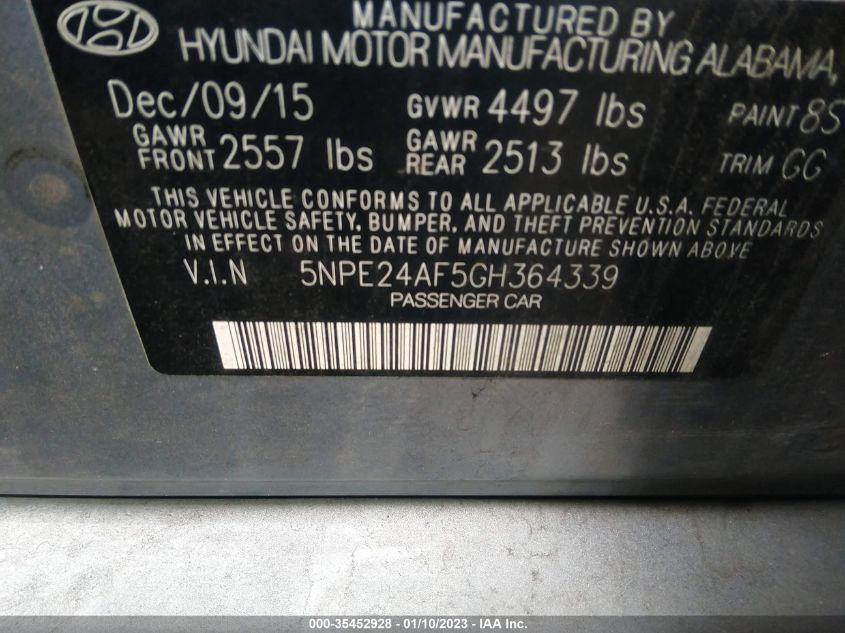 MANUFACTURED BY
HYUNDAI MOTOR MANUFACTURING ALABAMA,
Dec/09/15 GVWR 4497 lbs PAINT 85
GAWR FRONT 2557 lbs GAWR REAR 2513 lbs TRIM GG
THIS VEHICLE CONFORMS TO ALL APPLICABLE U.S.A. FEDERAL
MOTOR VEHICLE SAFETY, BUMPER, AND THEFT PREVENTION STANDARDS
IN EFFECT ON THE DATE OF MANUFACTURE SHOWN ABOVE
V.I.N 5NPE24AF5GH364339
PASSENGER CAR
000-35452928 - 01/10/2023 - IAA Inc.